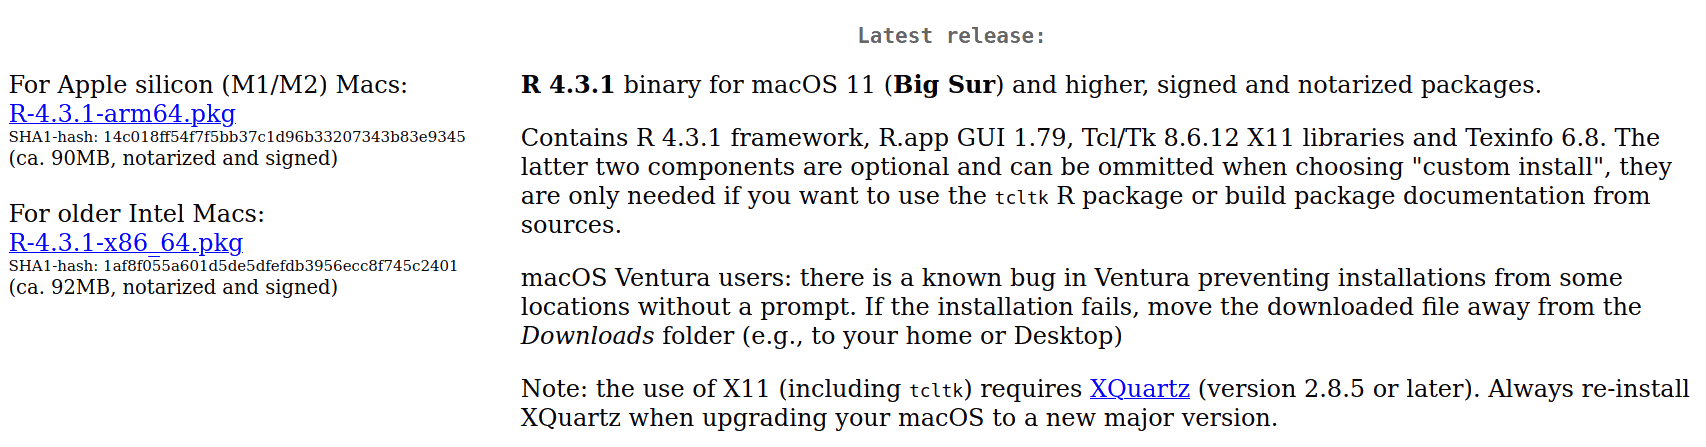 Latest release:
For Apple silicon (M1/M2) Macs:
R-4.3.1-arm64.pkg
SHA1-hash: 14c018ff54f7f5bb37c1d96b33207343b83e9345
(ca. 90MB, notarized and signed)
For older Intel Macs:
R-4.3.1-x86_64.pkg
SHA1-hash: 1af8f055a601d5de5dfefdb3956ecc8f745c2401
(ca. 92MB, notarized and signed)
R 4.3.1 binary for macOS 11 (Big Sur) and higher, signed and notarized packages.
Contains R 4.3.1 framework, R.app GUI 1.79, Tcl/Tk 8.6.12 X11 libraries and Texinfo 6.8. The
latter two components are optional and can be ommitted when choosing "custom install", they
are only needed if you want to use the tcltk R package or build package documentation from
sources.
macOS Ventura users: there is a known bug in Ventura preventing installations from some
locations without a prompt. If the installation fails, move the downloaded file away from the
Downloads folder (e.g., to your home or Desktop)
Note: the use of X11 (including tcltk) requires XQuartz (version 2.8.5 or later). Always re-install
XQuartz when upgrading your macOS to a new major version.